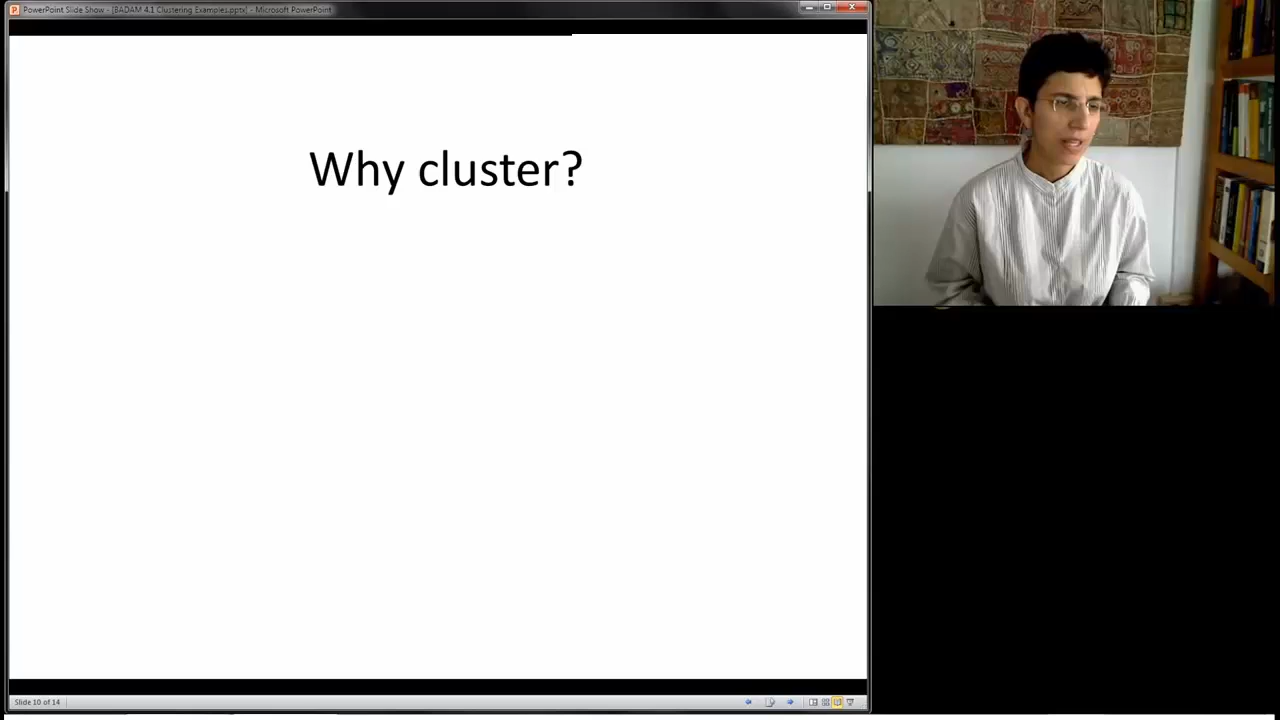 PowerPoint Slide Show - [BADAM 4.1 Clustering Examples.pptx] - Microsoft PowerPoint
Why cluster?
Slide 10 of 14